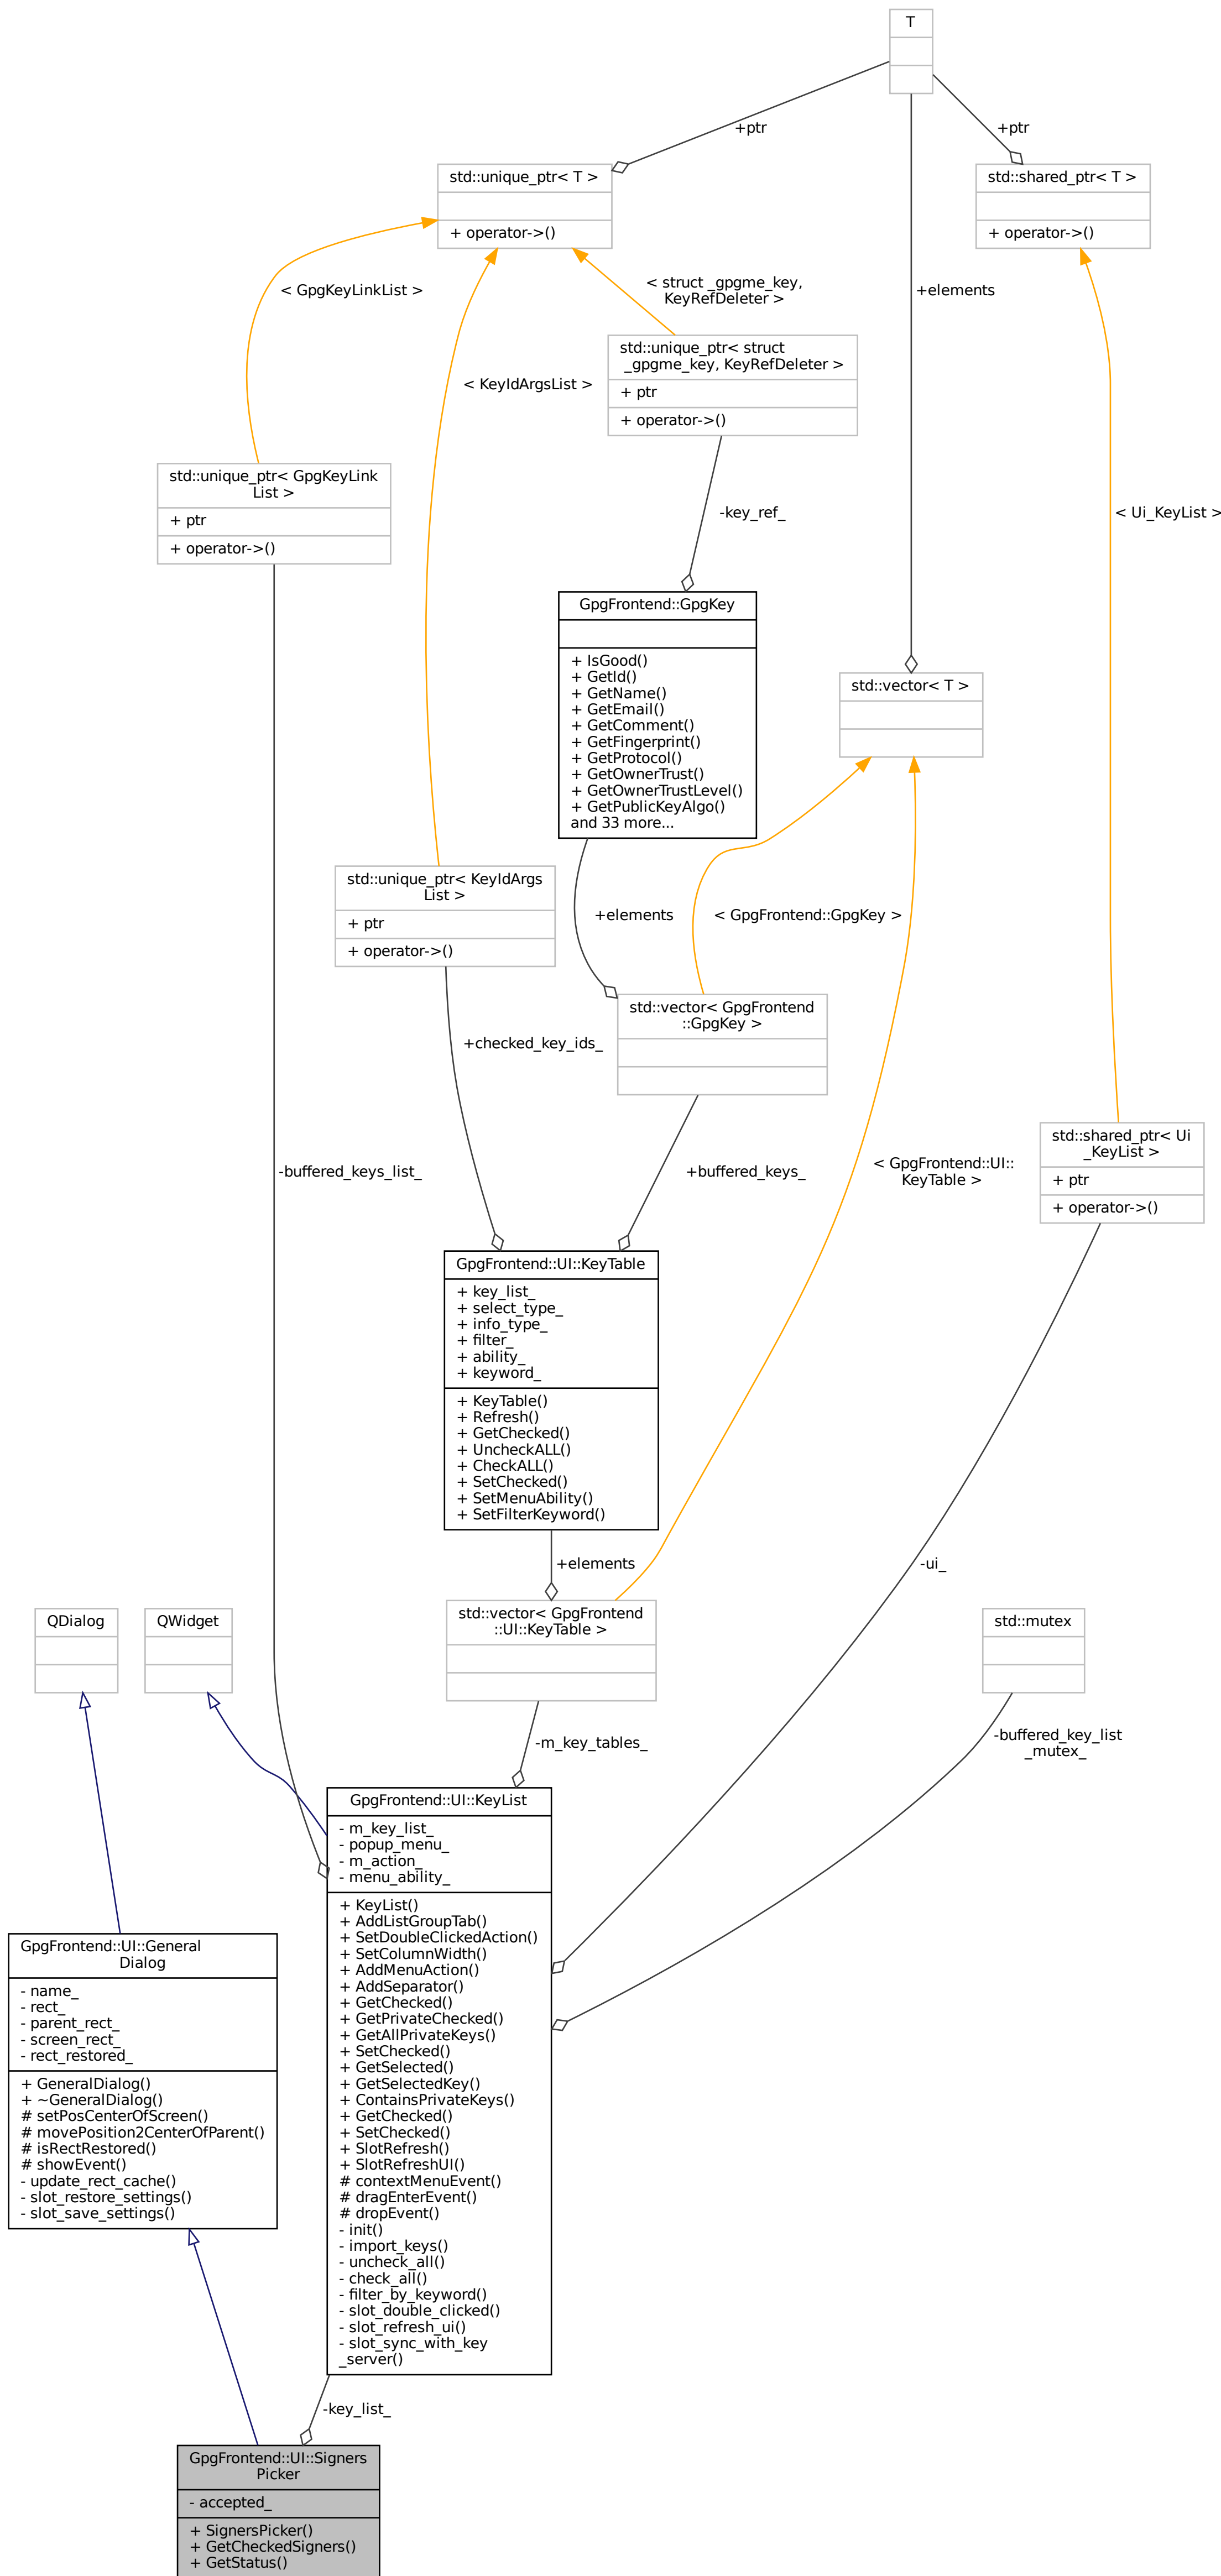 T
+ptr
+ptr
std::unique_ptr< T >
+ operator->()
std::shared_ptr< T >
+ operator->()
+elements
< GpgKeyLinkList >
< struct _gpgme_key,
KeyRefDeleter >
< KeyIdArgsList >
std::unique_ptr< struct
_gpgme_key, KeyRefDeleter >
+ ptr
+ operator->()
std::unique_ptr< GpgKeyLink
List >
+ ptr
+ operator->()
-key_ref_
< Ui_KeyList >
GpgFrontend::GpgKey
+ IsGood()
+ GetId()
+ GetName()
+ GetEmail()
+ GetComment()
+ GetFingerprint()
+ GetProtocol()
+ GetOwnerTrust()
+ GetOwnerTrustLevel()
+ GetPublicKeyAlgo()
and 33 more...
std::vector< T >
std::unique_ptr< KeyIdArgs
List >
+ ptr
+ operator->()
+elements
< GpgFrontend::GpgKey >
std::vector< GpgFrontend
::GpgKey >
+checked_key_ids_
-buffered_keys_list_
+buffered_keys_
< GpgFrontend::UI::
KeyTable >
std::shared_ptr< Ui
_KeyList >
+ ptr
+ operator->()
GpgFrontend::UI::KeyTable
+ key_list_
+ select_type_
+ info_type_
+ filter_
+ ability_
+ keyword_
+ KeyTable()
+ Refresh()
+ GetChecked()
+ UncheckALL()
+ CheckALL()
+ SetChecked()
+ SetMenuAbility()
+ SetFilterKeyword()
+elements
-ui_
QDialog
QWidget
std::vector< GpgFrontend
::UI::KeyTable >
std::mutex
-m_key_tables_
-buffered_key_list
_mutex_
GpgFrontend::UI::KeyList
- m_key_list_
- popup_menu_
- m_action_
- menu_ability_
+ KeyList()
+ AddListGroupTab()
+ SetDoubleClickedAction()
+ SetColumnWidth()
+ AddMenuAction()
+ AddSeparator()
+ GetChecked()
+ GetPrivateChecked()
+ GetAllPrivateKeys()
+ SetChecked()
+ GetSelected()
+ GetSelectedKey()
+ ContainsPrivateKeys()
+ GetChecked()
+ SetChecked()
+ SlotRefresh()
+ SlotRefreshUI()
# contextMenuEvent()
# dragEnterEvent()
# dropEvent()
- init()
- import_keys()
- uncheck_all()
- check_all()
- filter_by_keyword()
- slot_double_clicked()
- slot_refresh_ui()
- slot_sync_with_key
_server()
GpgFrontend::UI::General
Dialog
- name_
- rect_
- parent_rect_
- screen_rect_
- rect_restored_
+ GeneralDialog()
+ ~GeneralDialog()
# setPosCenterOfScreen()
# movePosition2CenterOfParent()
# isRectRestored()
# showEvent()
- update_rect_cache()
- slot_restore_settings()
- slot_save_settings()
-key_list_
GpgFrontend::UI::Signers
Picker
- accepted_
+ SignersPicker()
+ GetCheckedSigners()
+ GetStatus()